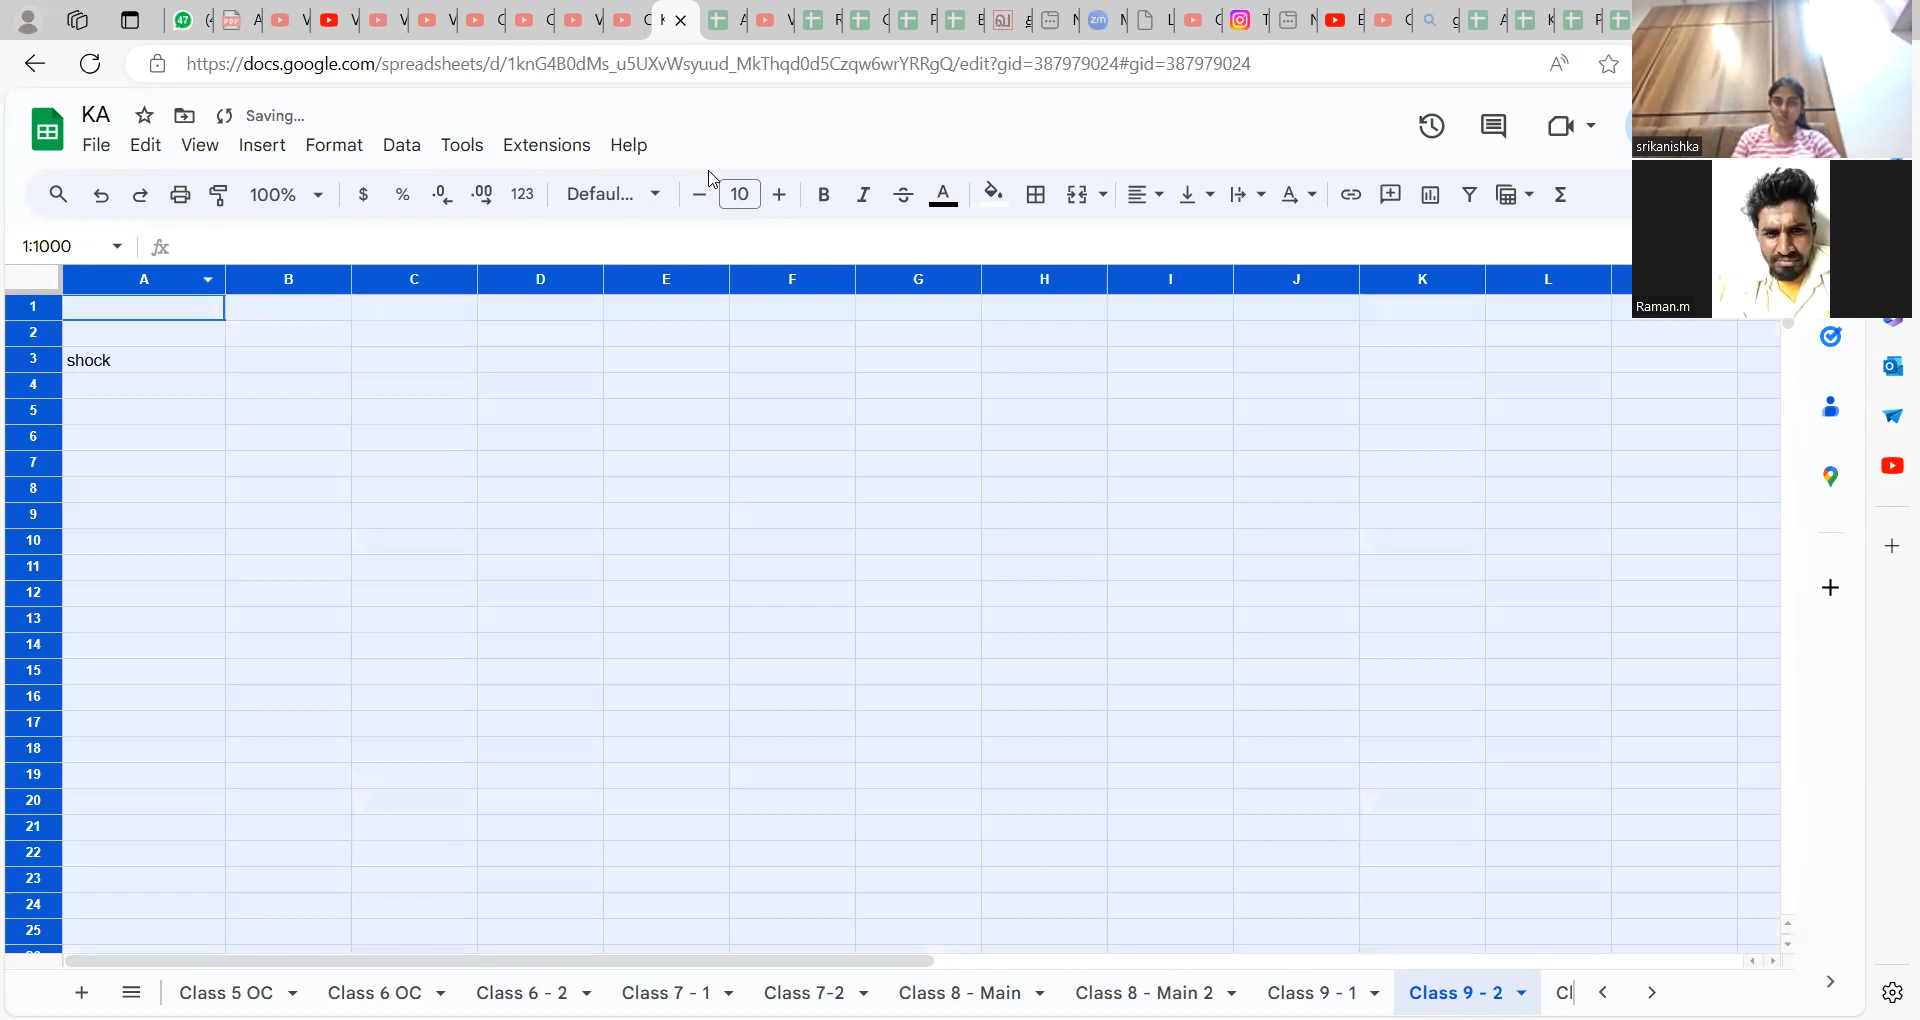 47 (4 A V V V V C C V C K A V F C F E g N zm N L C T N E C g A K F
https://docs.google.com/spreadsheets/d/1knG4B0dMs_u5UXvWsyuud_MkThqd0d5Czqw6wrYRRgQ/edit?gid=387979024#gid=387979024
KA Saving...
File Edit View Insert Format Data Tools Extensions Help
100% $ % .0 .00 123 Defaul... 10 B I S A Σ
1:1000 fx
A B C D E F G H I J K L
1
2
3 shock
4
5
6
7
8
9
10
11
12
13
14
15
16
17
18
19
20
21
22
23
24
25
Class 5 OC Class 6 OC Class 6 - 2 Class 7 - 1 Class 7-2 Class 8 - Main Class 8 - Main 2 Class 9 - 1 Class 9 - 2 Cl
srikanishka
Raman.m